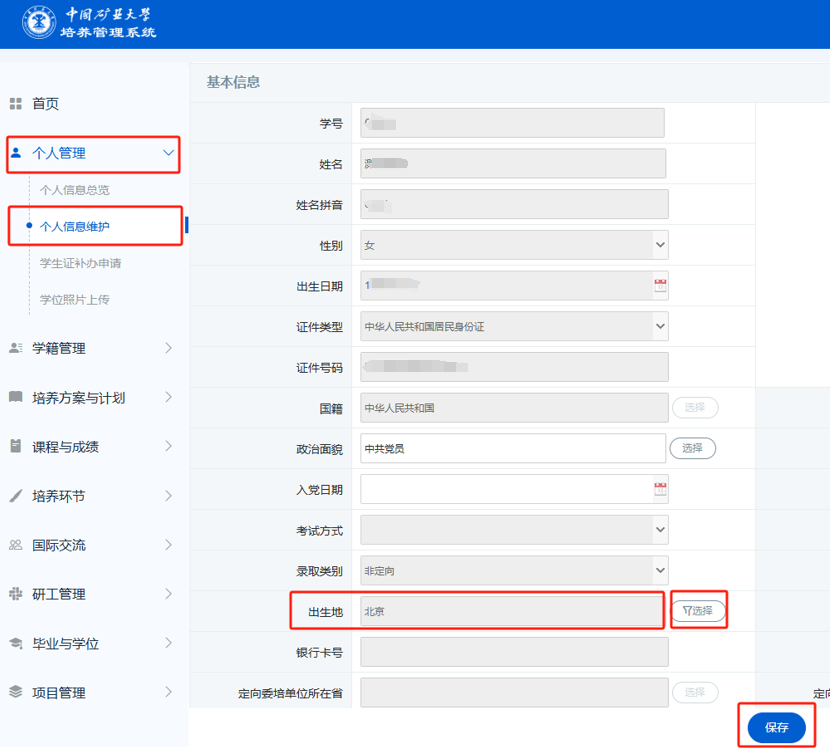 中国矿业大学
培养管理系统
首页
个人管理
个人信息总览
个人信息维护
学生证补办申请
学位照片上传
学籍管理
培养方案与计划
课程与成绩
培养环节
国际交流
研工管理
毕业与学位
项目管理
基本信息
学号
姓名
姓名拼音
性别 女
出生日期 1
证件类型 中华人民共和国居民身份证
证件号码
国籍 中华人民共和国 选择
政治面貌 中共党员 选择
入党日期
考试方式
录取类别 非定向
出生地 北京 选择
银行卡号
定向委培单位所在省 选择 定向
保存